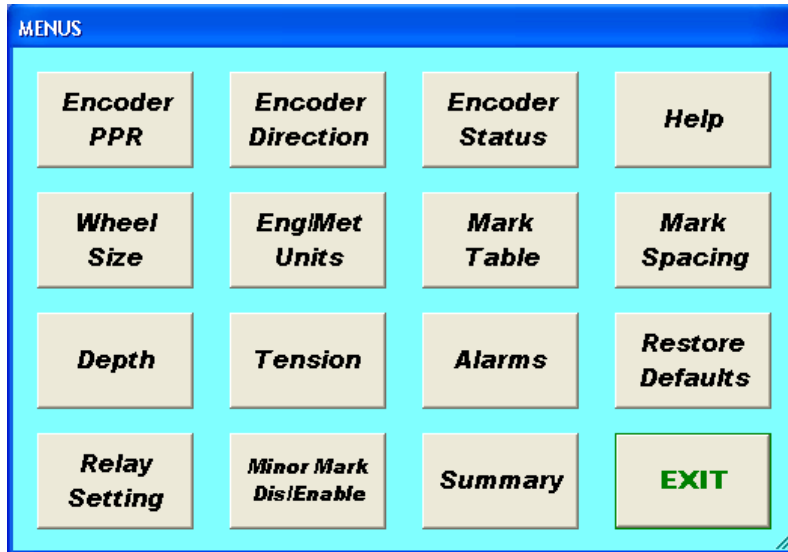 MENUS
Encoder
PPR
Encoder
Direction
Encoder
Status
Help
Wheel
Size
Eng/Met
Units
Mark
Table
Mark
Spacing
Depth
Tension
Alarms
Restore
Defaults
Relay
Setting
Minor Mark
Dis/Enable
Summary
EXIT